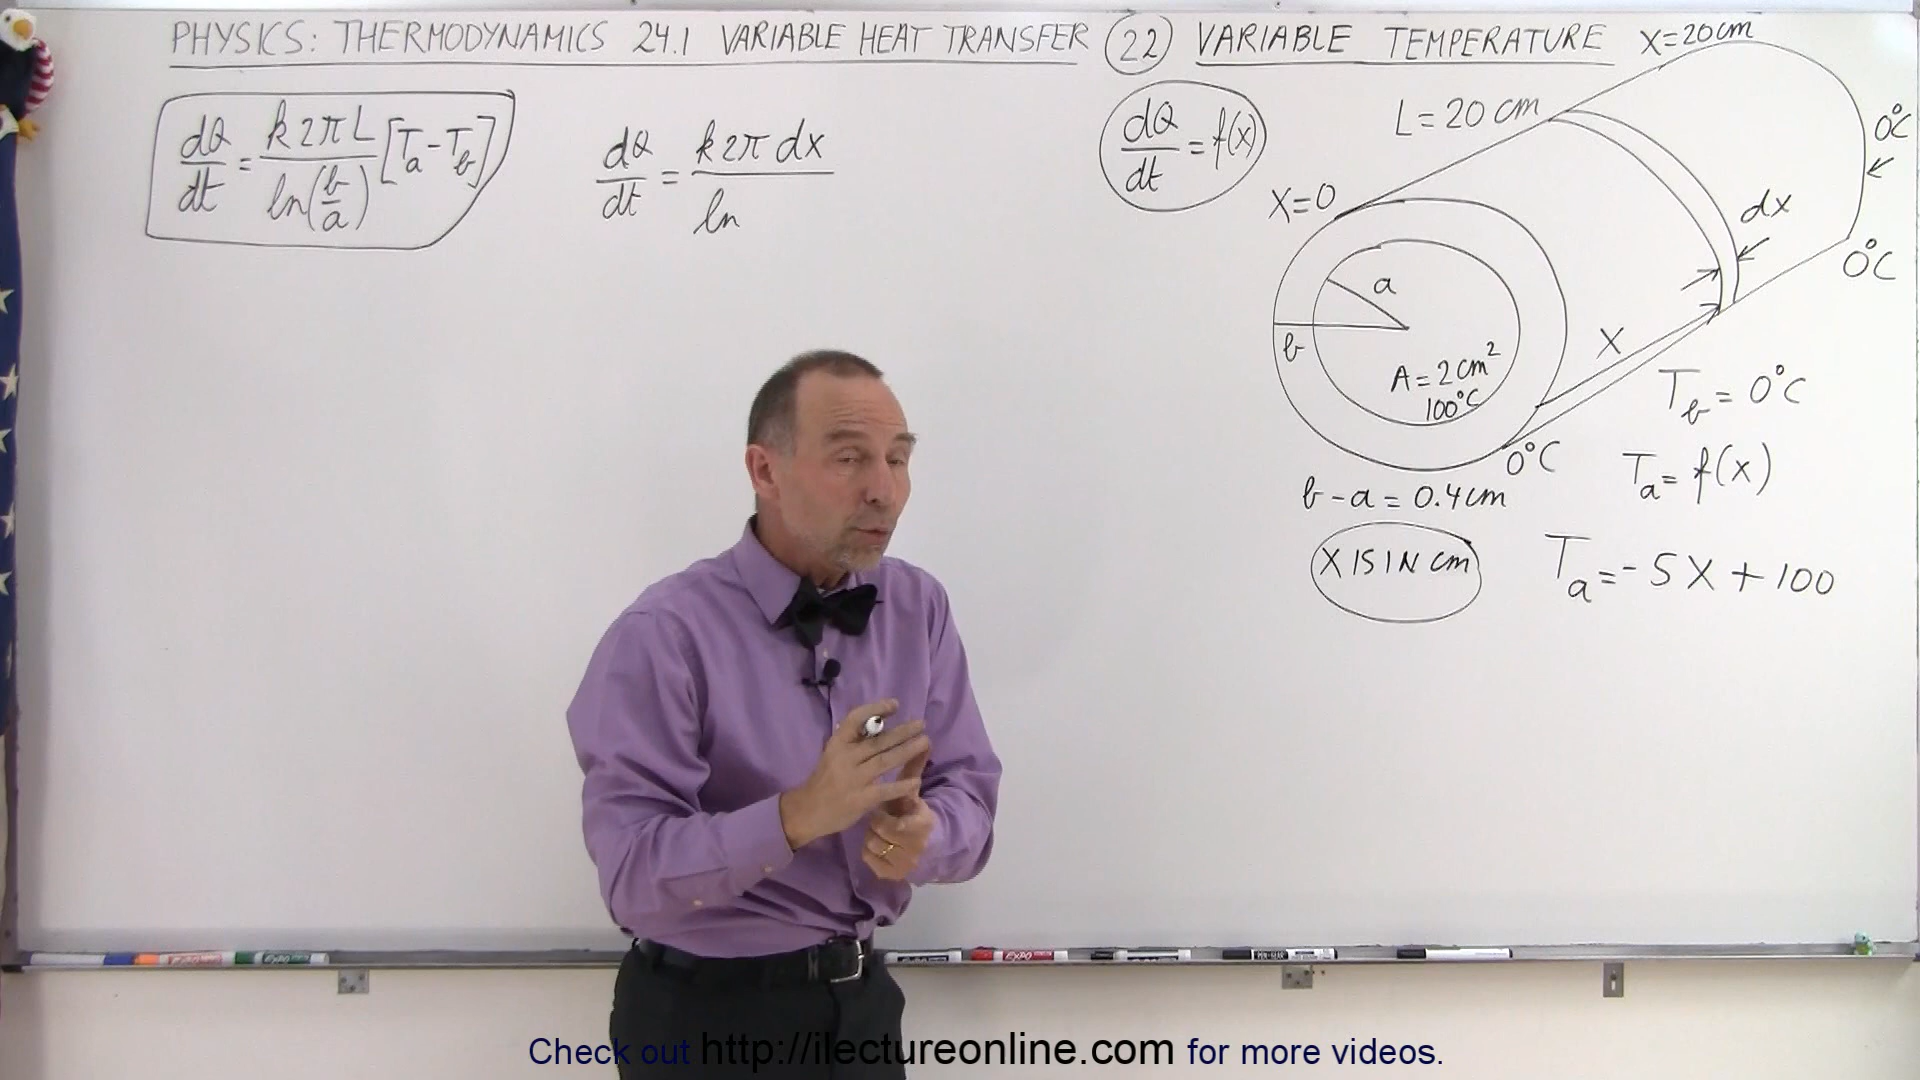 PHYSICS: THERMODYNAMICS 24.1 VARIABLE HEAT TRANSFER (22) VARIABLE TEMPERATURE
X=20cm
dQ/dt = k2πL/ln(b/a) [Ta-Tb]
dQ/dt = k2π dx/ln
dQ/dt = f(x)
L=20 cm
0°C
X=0
dx
0°C
a
b
X
A=2cm²
100°C
Tb=0°C
0°C
Ta=f(x)
b-a=0.4cm
X IS IN cm
Ta=-5X+100
EXPO
EXPO
Check out http://ilectureonline.com for more videos.